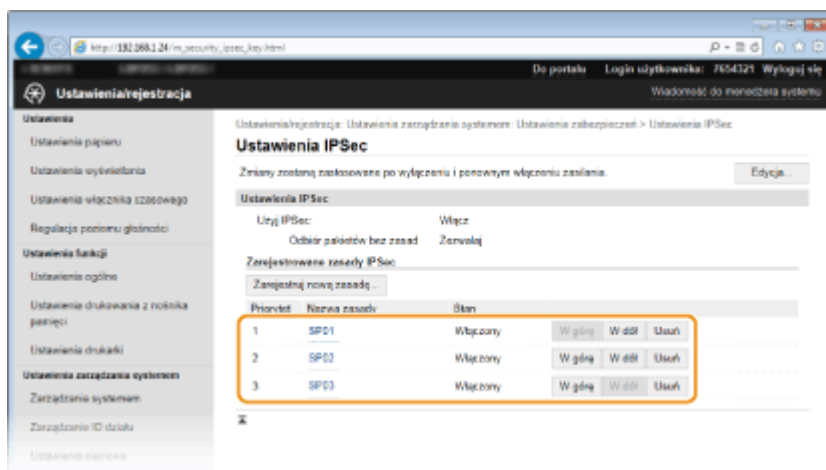 http://192.168.1.24/m_security_ipsec_key.html
Do portalu Login użytkownika: 7654321 Wyloguj się
Ustawienia/rejestracja
Wiadomość do menedżera systemu
Ustawienia
Ustawienia papieru
Ustawienia wyświetlania
Ustawienia włącznika czasowego
Regulacja poziomu głośności
Ustawienia funkcji
Ustawienia ogólne
Ustawienia drukowania z nośnika pamięci
Ustawienia drukarki
Ustawienia zarządzania systemem
Zarządzanie systemem
Zarządzanie ID działu
Ustawienia sieciowe
Ustawienia/rejestracja: Ustawienia zarządzania systemem: Ustawienia zabezpieczeń > Ustawienia IPSec
Ustawienia IPSec
Zmiany zostaną zastosowane po wyłączeniu i ponownym włączeniu zasilania.
Edycja...
Ustawienia IPSec
Użyj IPSec: Włącz
Odbiór pakietów bez zasad Zezwalaj
Zarejestrowane zasady IPSec
Zarejestruj nową zasadę...
Priorytet Nazwa zasady Stan
1 SP01 Włączony W górę W dół Usuń
2 SP02 Włączony W górę W dół Usuń
3 SP03 Włączony W górę W dół Usuń